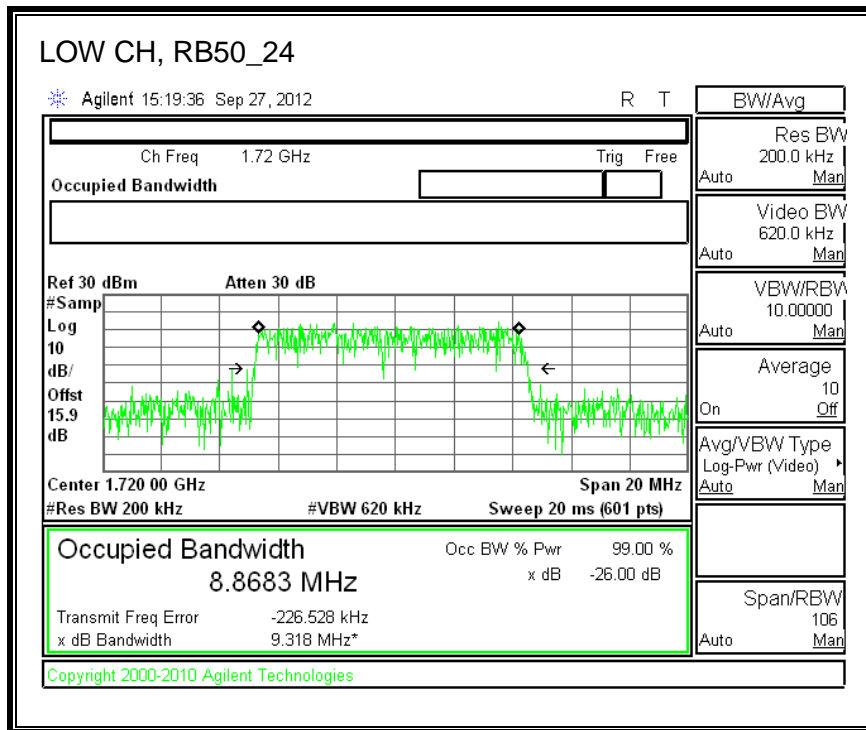 LOW CH, RB50_24
Agilent 15:19:36 Sep 27, 2012 R T
BW/Avg
Ch Freq 1.72 GHz Trig Free
Occupied Bandwidth
Res BW
200.0 kHz
Auto Man
Video BW
620.0 kHz
Auto Man
Ref 30 dBm Atten 30 dB
#Samp
Log
10
dB/
Offst
15.9
dB
VBW/RBW
10.00000
Auto Man
Average
10
On Off
Avg/VBW Type
Log-Pwr (Video)
Auto Man
Center 1.720 00 GHz Span 20 MHz
#Res BW 200 kHz #VBW 620 kHz Sweep 20 ms (601 pts)
Occupied Bandwidth
8.8683 MHz
Occ BW % Pwr 99.00 %
x dB -26.00 dB
Transmit Freq Error -226.528 kHz
x dB Bandwidth 9.318 MHz*
Span/RBW
106
Auto Man
Copyright 2000-2010 Agilent Technologies